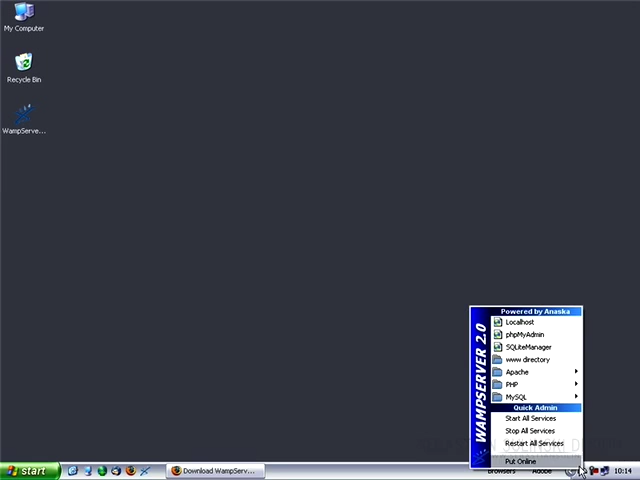 My Computer
Recycle Bin
WampServe...
Powered by Anaska
WAMPSERVER 2.0
Localhost
phpMyAdmin
SQLiteManager
www directory
Apache
PHP
MySQL
Quick Admin
Start All Services
Stop All Services
Restart All Services
Put Online
start
Download WampServ...
Browsers
Adobe
10:14